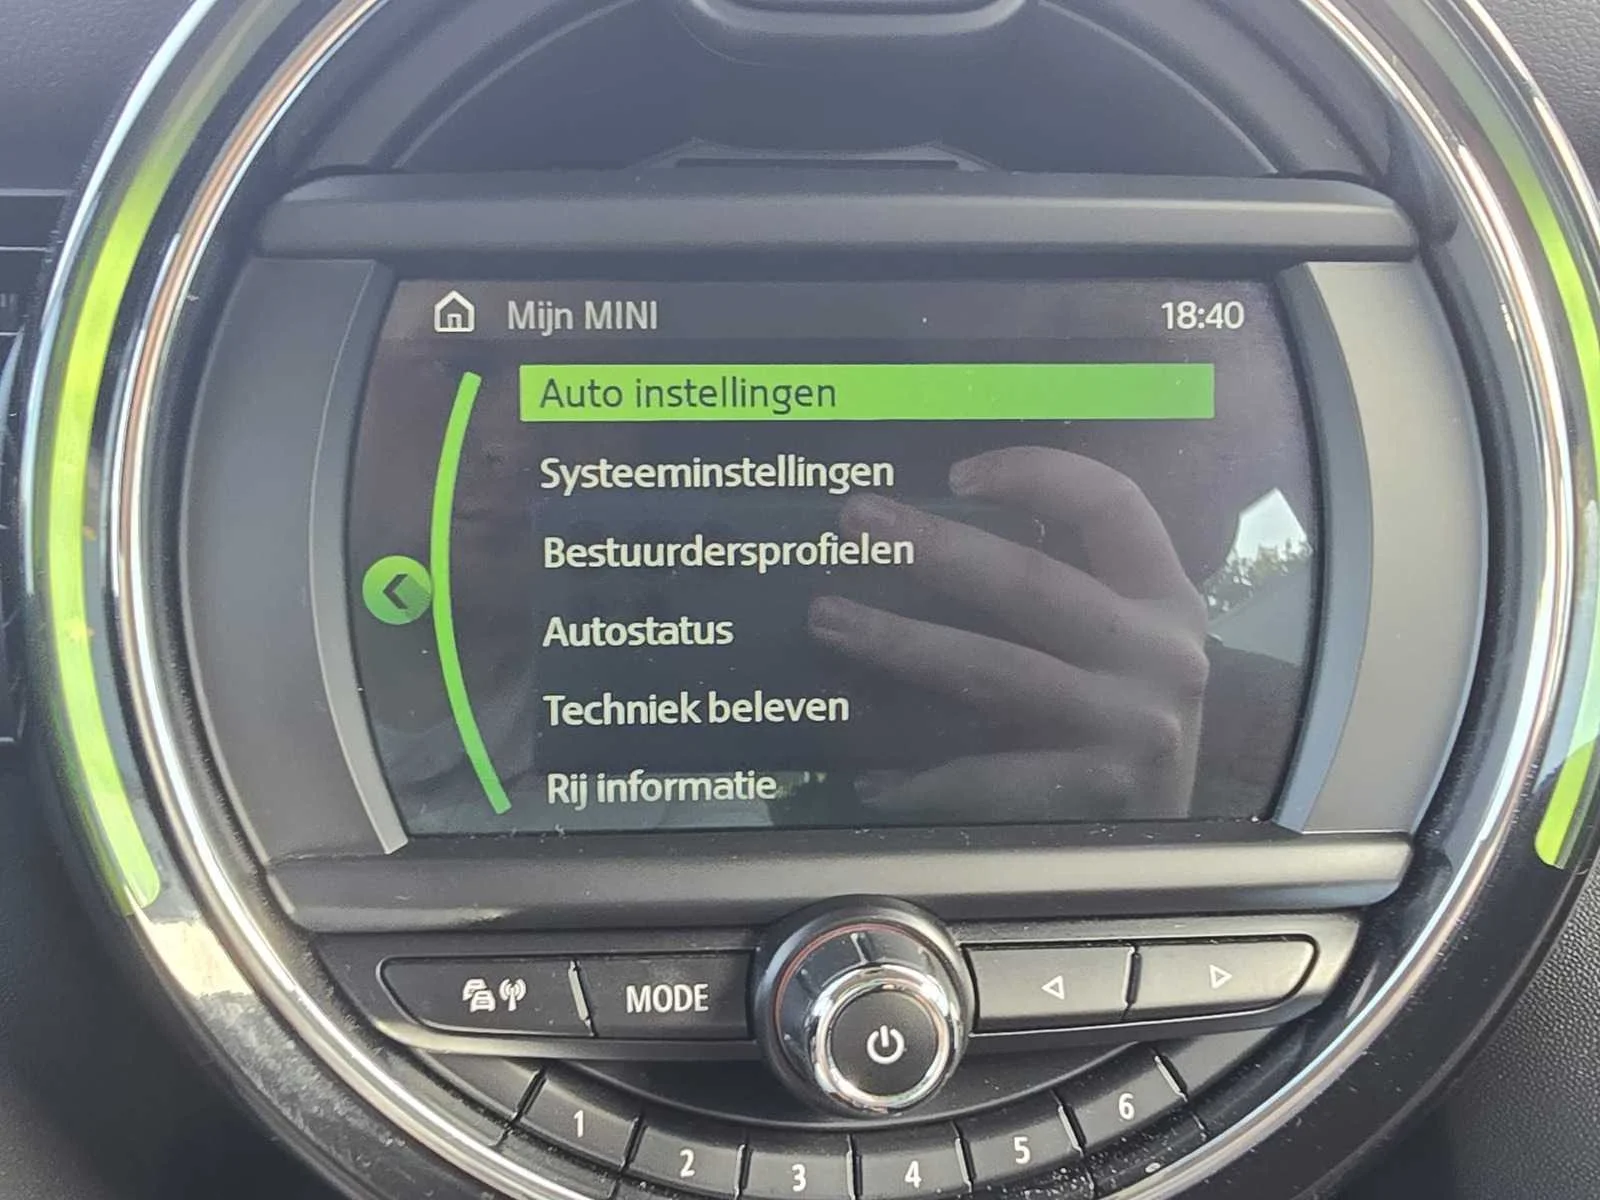 Mijn MINI 18:40
Auto instellingen
Systeeminstellingen
Bestuurdersprofielen
Autostatus
Techniek beleven
Rij informatie
MODE
1 2 3 4 5 6